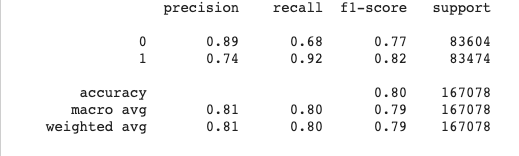 precision recall f1-score support
0 0.89 0.68 0.77 83604
1 0.74 0.92 0.82 83474
accuracy 0.80 167078
macro avg 0.81 0.80 0.79 167078
weighted avg 0.81 0.80 0.79 167078